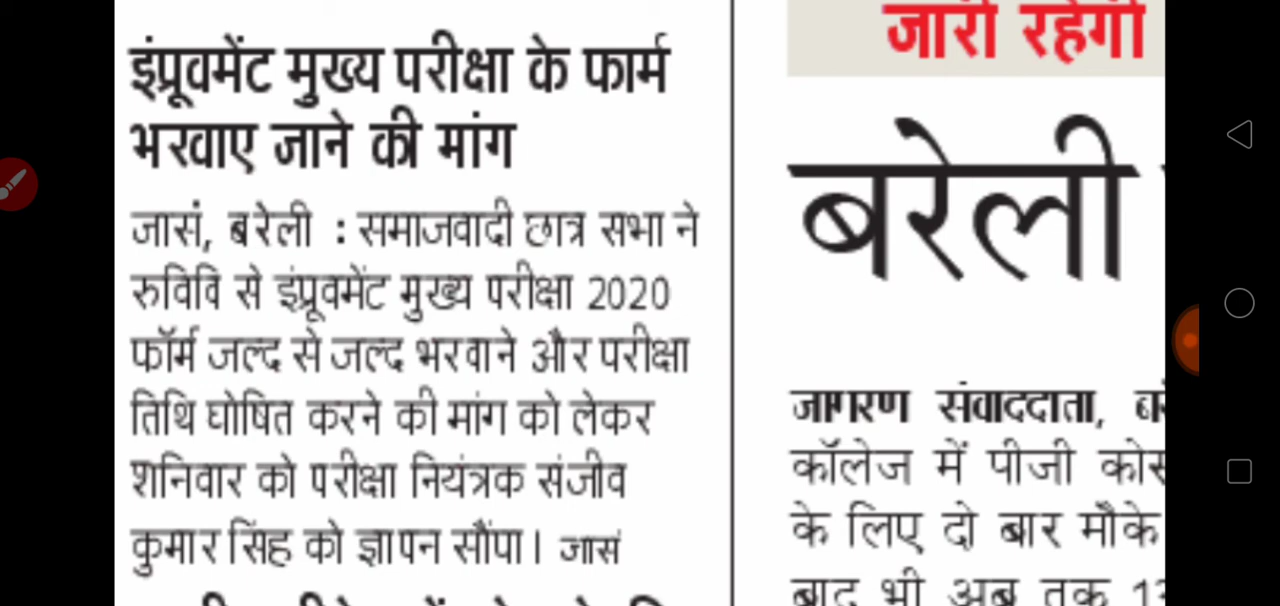 इंप्रूवमेंट मुख्य परीक्षा के फार्म
भरवाए जाने की मांग
जासं, बरेली : समाजवादी छात्र सभा ने
रुविवि से इंप्रूवमेंट मुख्य परीक्षा 2020
फॉर्म जल्द से जल्द भरवाने और परीक्षा
तिथि घोषित करने की मांग को लेकर
शनिवार को परीक्षा नियंत्रक संजीव
कुमार सिंह को ज्ञापन सौंपा। जासं
जारी रहेगी
बरेली
जागरण संवाददाता,
कॉलेज में पीजी
के लिए दो बार मौके
बाद भी अब तक